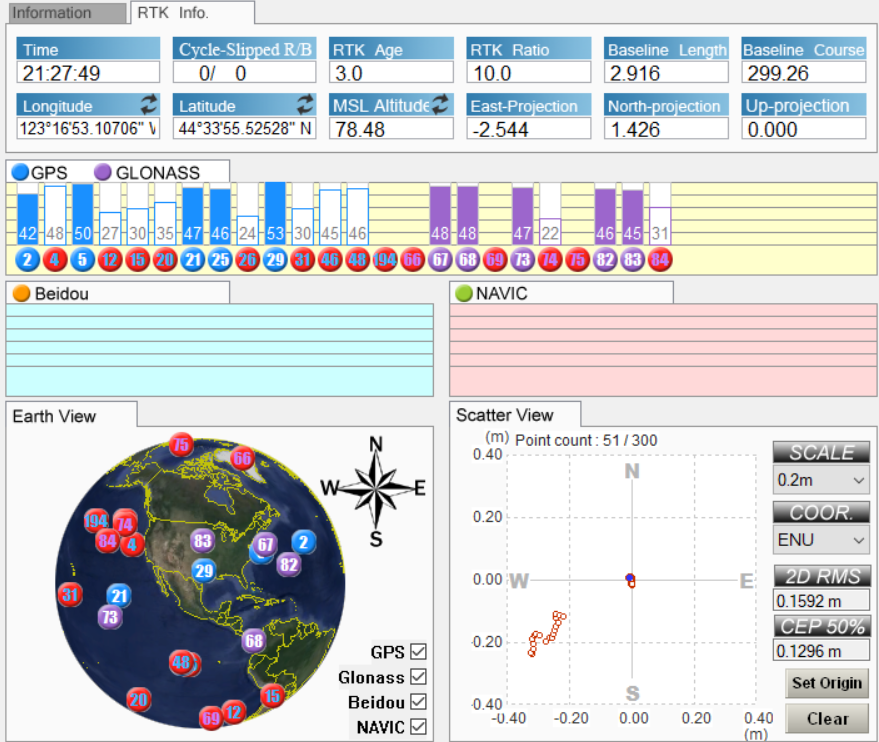 Information RTK Info.
Time Cycle-Slipped R/B RTK Age RTK Ratio Baseline Length Baseline Course
21:27:49 0/ 0 3.0 10.0 2.916 299.26
Longitude Latitude MSL Altitude East-Projection North-projection Up-projection
123°16'53.10706" 44°33'55.52528" N 78.48 -2.544 1.426 0.000
GPS GLONASS
42 48 50 27 30 35 47 46 24 53 30 45 46 48 48 47 22 46 45 31
2 4 5 12 15 20 21 25 26 29 31 46 48 194 66 67 68 69 73 74 75 82 83 84
Beidou NAVIC
Earth View
75
66
N
W E
S
194 74
84 4
83
67
2
82
29
31
21
73
68
48
20
69 12 15
GPS
Glonass
Beidou
NAVIC
Scatter View
(m) Point count : 51 / 300
0.40
0.20
0.00
-0.20
-0.40
N
W E
S
-0.40 -0.20 0.00 0.20 0.40
(m)
SCALE
0.2m
COOR.
ENU
2D RMS
0.1592 m
CEP 50%
0.1296 m
Set Origin
Clear